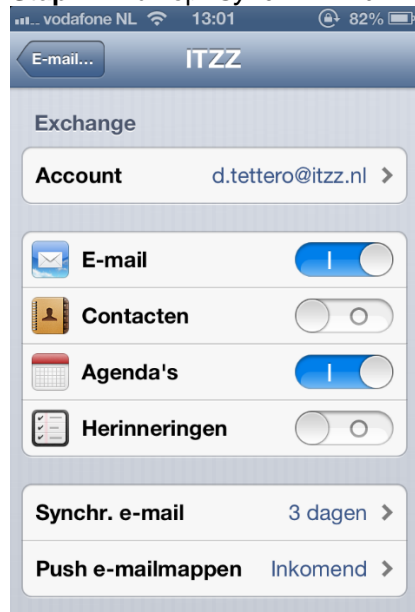 vodafone NL 13:01 82%
E-mail... ITZZ
Exchange
Account d.tettero@itzz.nl
E-mail
Contacten
Agenda's
Herinneringen
Synchr. e-mail 3 dagen
Push e-mailmappen Inkomend